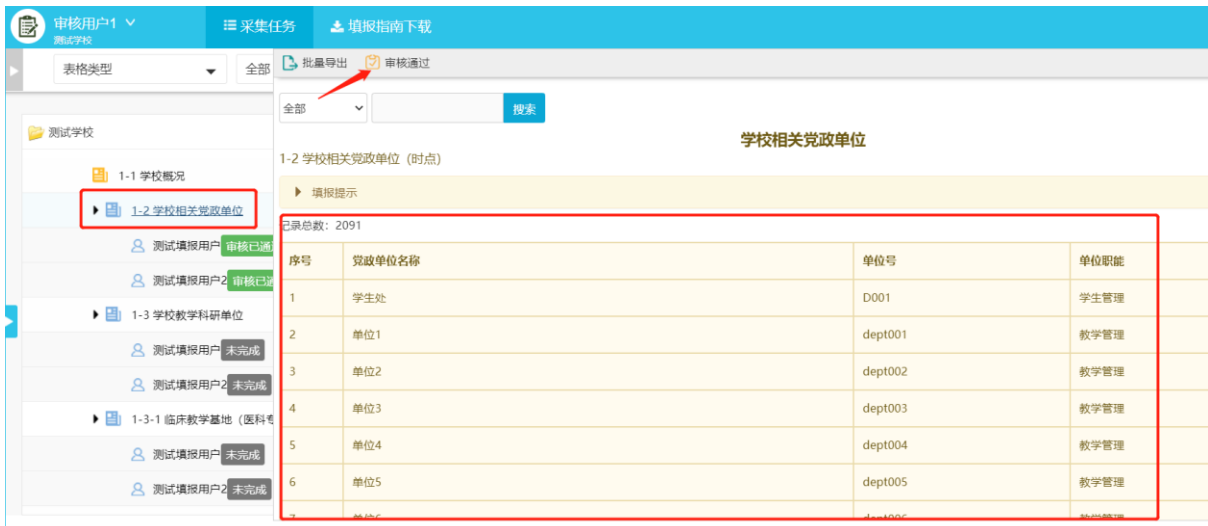 审核用户1
测试学校
采集任务
填报指南下载
表格类型
全部
批量导出
审核通过
全部
搜索
测试学校
1-1 学校概况
1-2 学校相关党政单位
测试填报用户 审核已通
测试填报用户2 审核已
1-3 学校教学科研单位
测试填报用户 未完成
测试填报用户2 未完成
1-3-1 临床教学基地（医科专
测试填报用户 未完成
测试填报用户2 未完成
学校相关党政单位
1-2 学校相关党政单位（时点）
填报提示
记录总数：2091
序号 党政单位名称 单位号 单位职能
1 学生处 D001 学生管理
2 单位1 dept001 教学管理
3 单位2 dept002 教学管理
4 单位3 dept003 教学管理
5 单位4 dept004 教学管理
6 单位5 dept005 教学管理